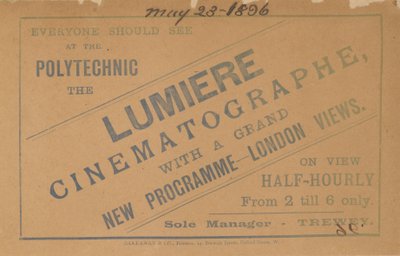 May 23-1896
EVERYONE SHOULD SEE
AT THE
POLYTECHNIC
THE
LUMIERE
CINEMATOGRAPHE,
WITH A GRAND
NEW PROGRAMME-LONDON VIEWS.
ON VIEW
HALF-HOURLY
From 2 till 6 only.
Sole Manager - TREWEY.